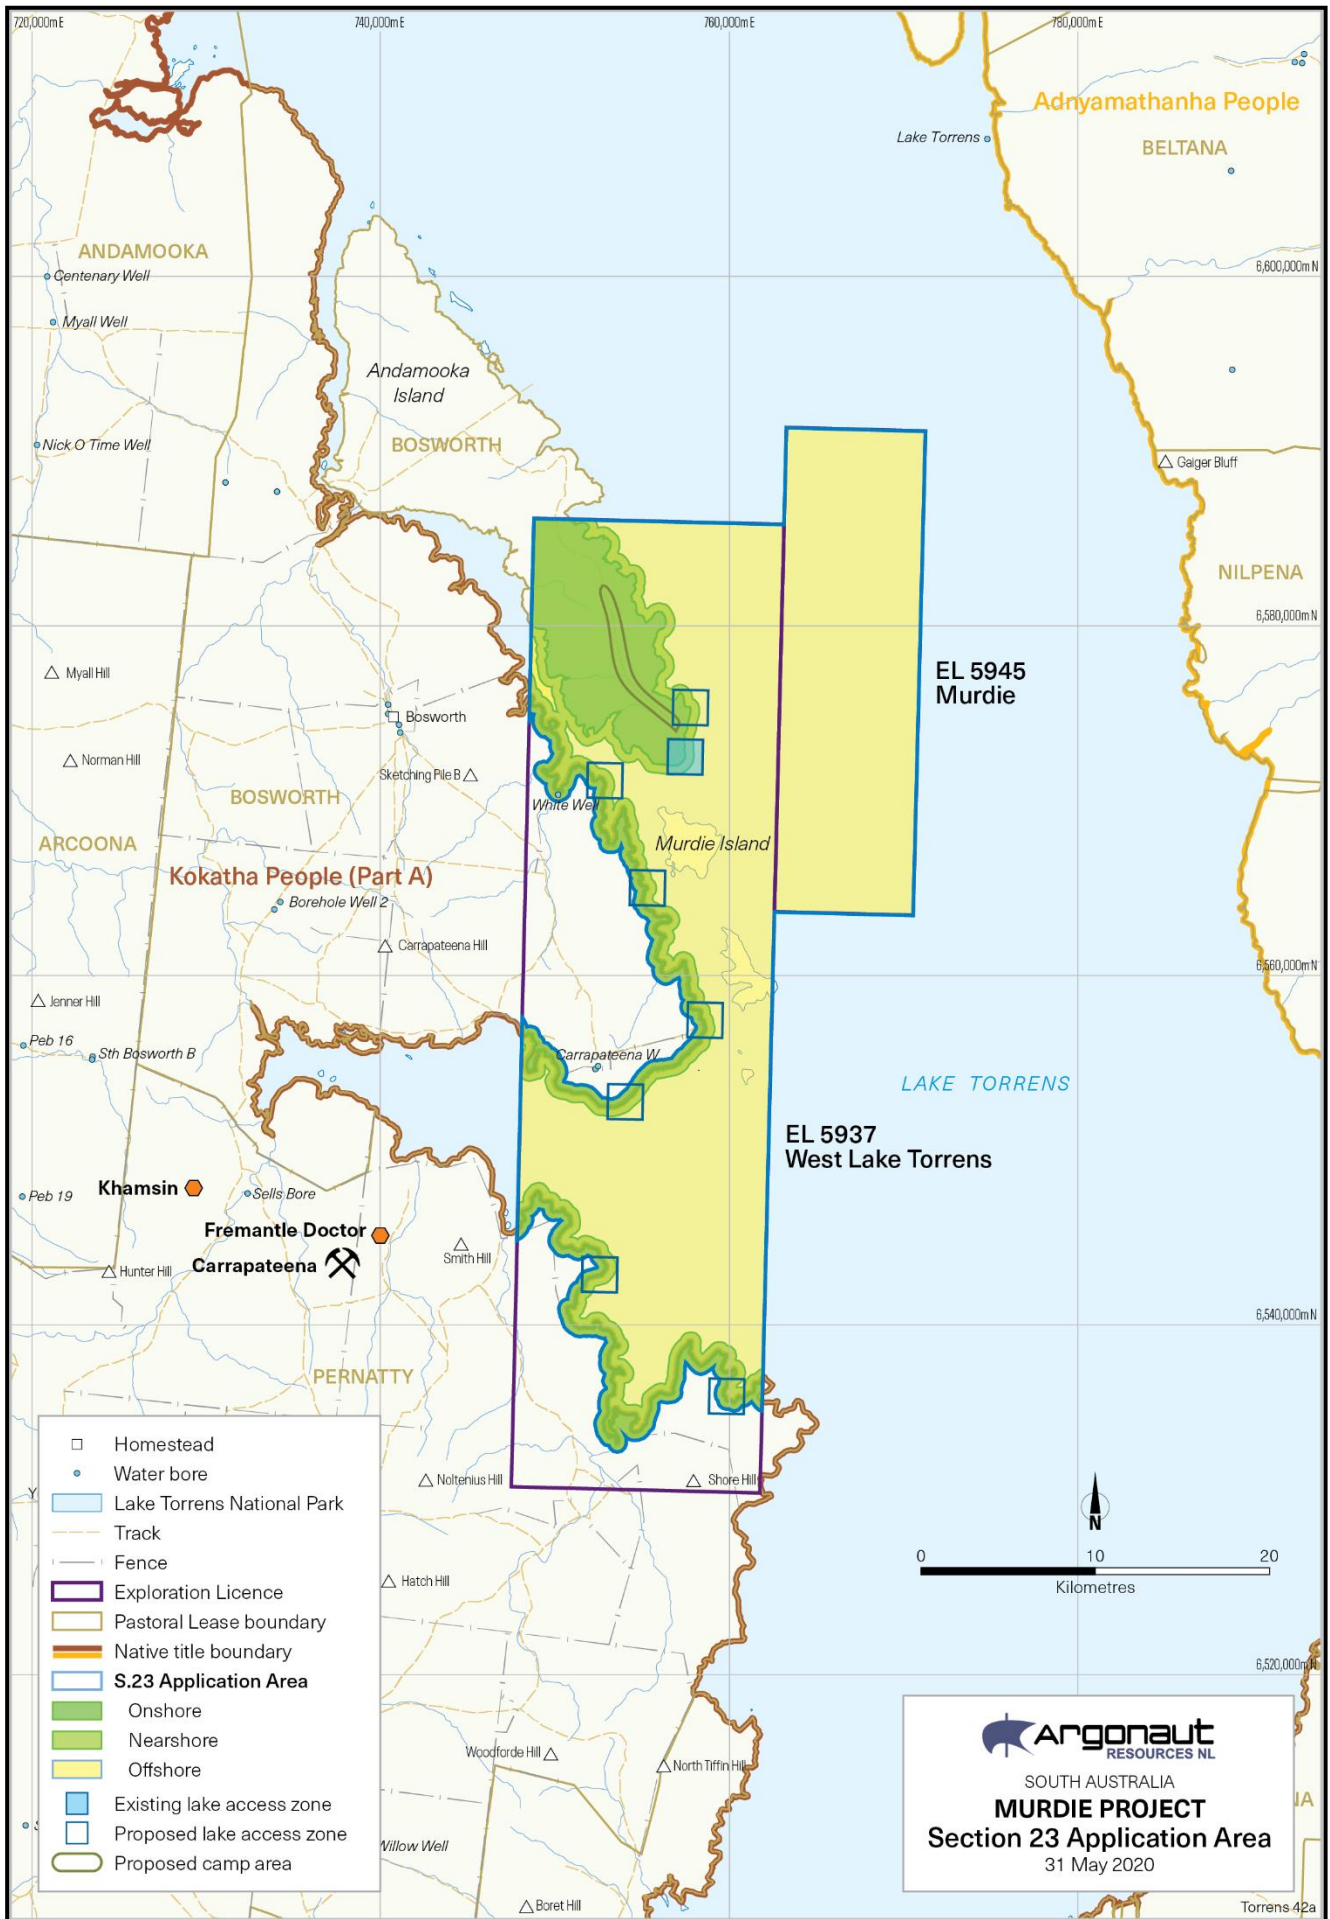 720,000mE
740,000mE
760,000mE
780,000mE
Adnyamathanha People
Lake Torrens
BELTANA
ANDAMOOKA
6,600,000mN
Centenary Well
Myall Well
Andamooka
Island
Nick O Time Well
BOSWORTH
Gaiger Bluff
NILPENA
6,580,000mN
EL 5945
Murdie
Myall Hill
Bosworth
Norman Hill
Sketching Pile B
BOSWORTH
White Well
ARCOONA
Murdie Island
Kokatha People (Part A)
Borehole Well 2
Carrapateena Hill
6,560,000mN
Jenner Hill
Peb 16
Sth Bosworth B
Carrapateena W
LAKE TORRENS
EL 5937
West Lake Torrens
Khamsin
Peb 19
Sells Bore
Fremantle Doctor
Smith Hill
Carrapateena
Hunter Hill
6,540,000mN
PERNATTY
Homestead
Water bore
Lake Torrens National Park
Track
Fence
Exploration Licence
Pastoral Lease boundary
Native title boundary
S.23 Application Area
Onshore
Nearshore
Offshore
Existing lake access zone
Proposed lake access zone
Proposed camp area
Noltenius Hill
Shore Hill
N
0 10 20
Kilometres
Hatch Hill
6,520,000mN
Woodforde Hill
North Tiffin Hill
Willow Well
Boret Hill
Argonaut
RESOURCES NL
SOUTH AUSTRALIA
MURDIE PROJECT
Section 23 Application Area
31 May 2020
Torrens 42a